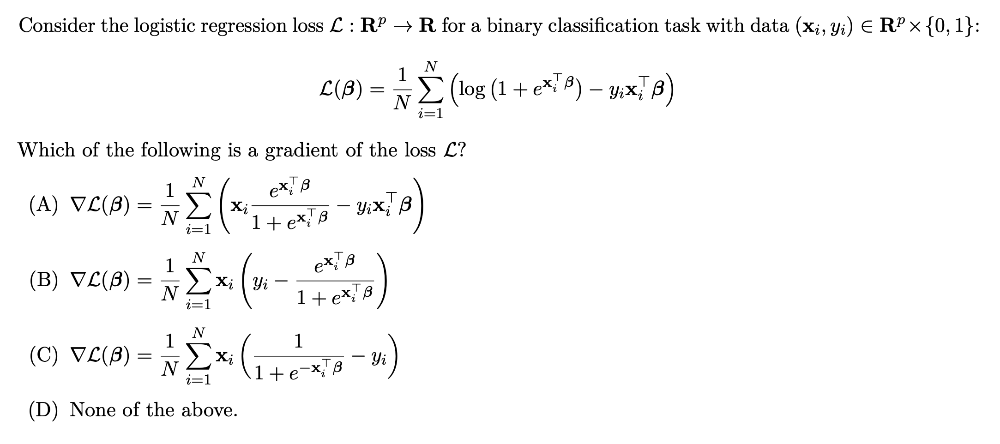 Consider the logistic regression loss $\mathcal{L} : \mathbf{R}^p \to \mathbf{R}$ for a binary classification task with data $(\mathbf{x}_i, y_i) \in \mathbf{R}^p \times \{0, 1\}$:
$\mathcal{L}(\boldsymbol{\beta}) = \frac{1}{N} \sum_{i=1}^{N} \left( \log \left( 1 + e^{\mathbf{x}_i^\top \boldsymbol{\beta}} \right) - y_i \mathbf{x}_i^\top \boldsymbol{\beta} \right)$
Which of the following is a gradient of the loss $\mathcal{L}$?
(A) $\nabla \mathcal{L}(\boldsymbol{\beta}) = \frac{1}{N} \sum_{i=1}^{N} \left( \mathbf{x}_i \frac{e^{\mathbf{x}_i^\top \boldsymbol{\beta}}}{1 + e^{\mathbf{x}_i^\top \boldsymbol{\beta}}} - y_i \mathbf{x}_i^\top \boldsymbol{\beta} \right)$
(B) $\nabla \mathcal{L}(\boldsymbol{\beta}) = \frac{1}{N} \sum_{i=1}^{N} \mathbf{x}_i \left( y_i - \frac{e^{\mathbf{x}_i^\top \boldsymbol{\beta}}}{1 + e^{\mathbf{x}_i^\top \boldsymbol{\beta}}} \right)$
(C) $\nabla \mathcal{L}(\boldsymbol{\beta}) = \frac{1}{N} \sum_{i=1}^{N} \mathbf{x}_i \left( \frac{1}{1 + e^{-\mathbf{x}_i^\top \boldsymbol{\beta}}} - y_i \right)$
(D) None of the above.